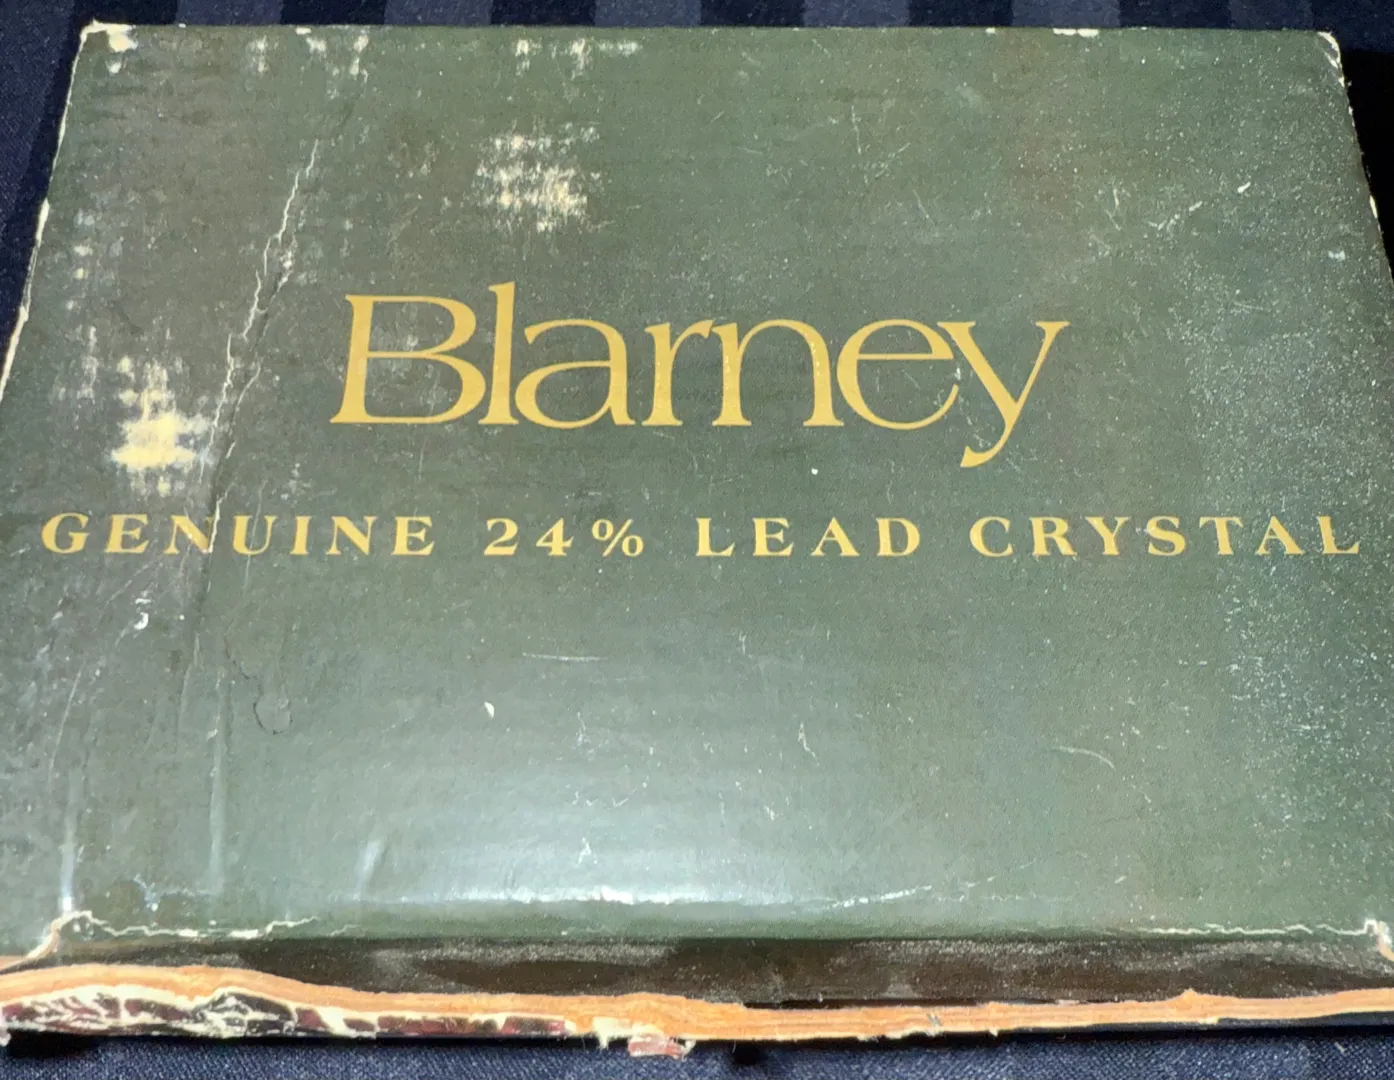 Blarney
GENUINE 24% LEAD CRYSTAL